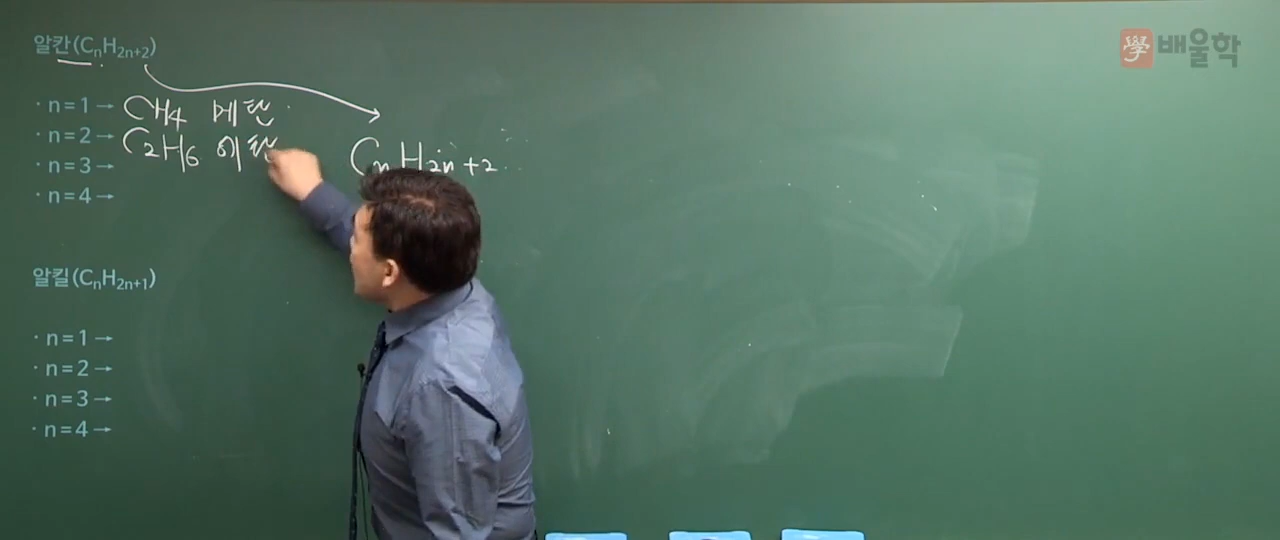 알칸(CnH2n+2)
學 배울학
· n=1→ CH4 메탄
· n=2→ C2H6 에탄
CnH2n+2
· n=3→
· n=4→
알킬(CnH2n+1)
· n=1→
· n=2→
· n=3→
· n=4→